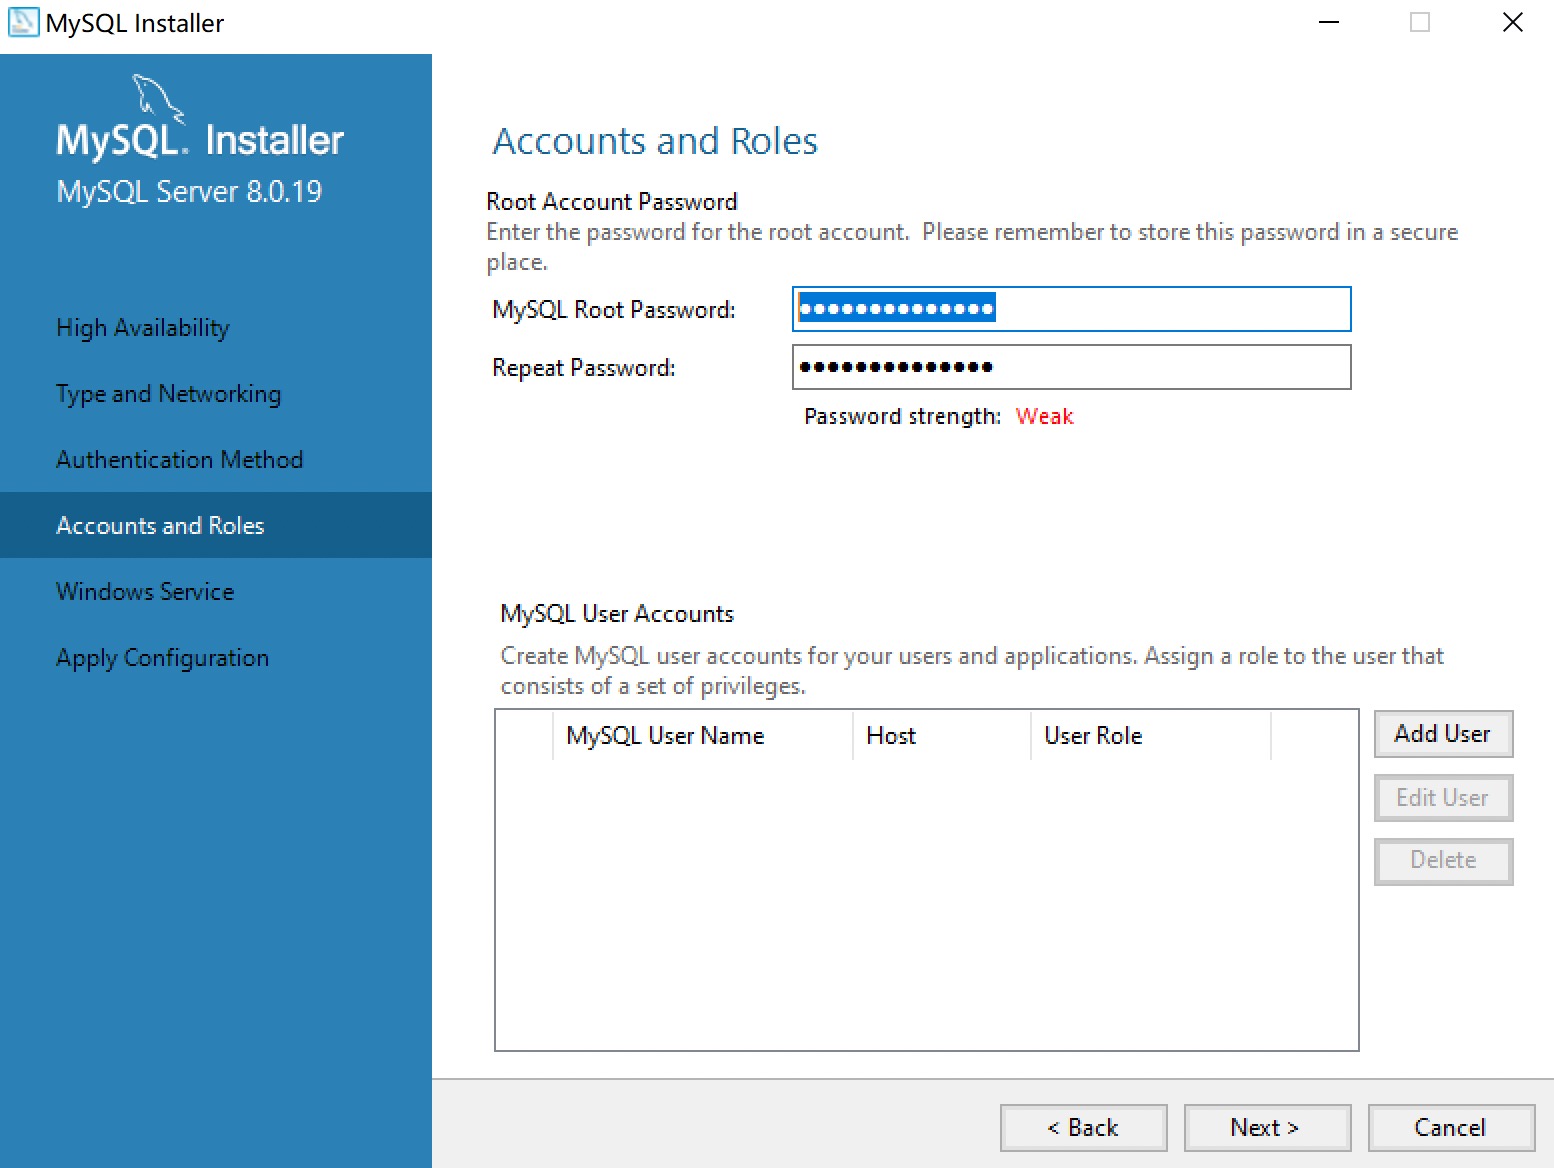 MySQL Installer
MySQL® Installer
MySQL Server 8.0.19
High Availability
Type and Networking
Authentication Method
Accounts and Roles
Windows Service
Apply Configuration
Accounts and Roles
Root Account Password
Enter the password for the root account.  Please remember to store this password in a secure
place.
MySQL Root Password: ●●●●●●●●●●●●●●
Repeat Password: ●●●●●●●●●●●●●●
Password strength: Weak
MySQL User Accounts
Create MySQL user accounts for your users and applications. Assign a role to the user that
consists of a set of privileges.
MySQL User Name Host User Role
Add User
Edit User
Delete
< Back Next > Cancel